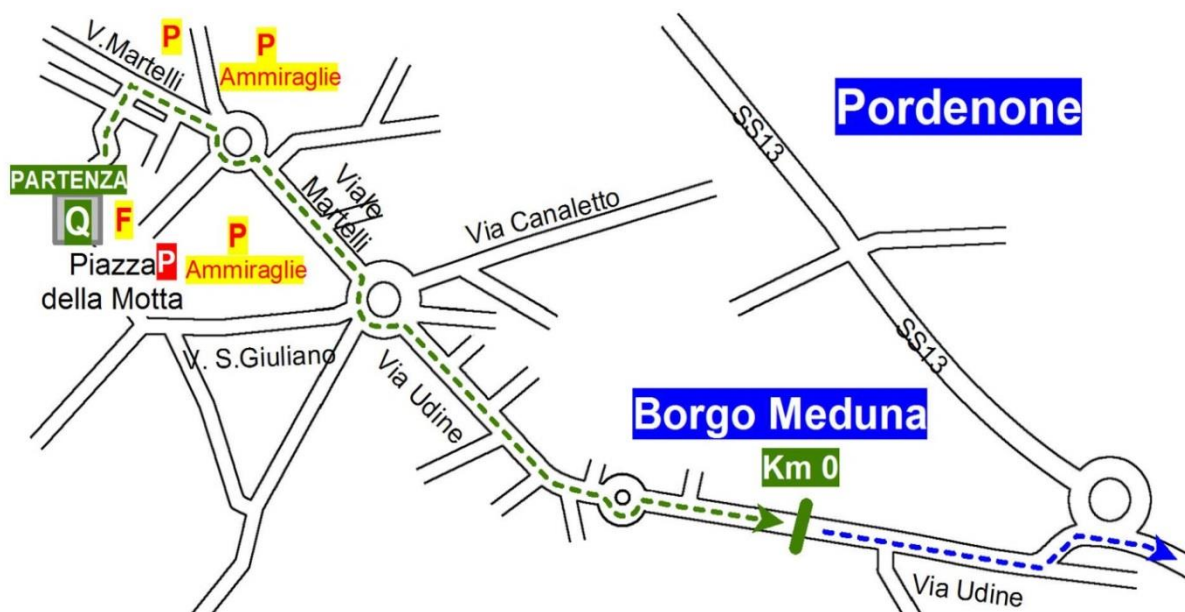 V.Martelli
P
P
Ammiraglie
Pordenone
SS13
PARTENZA
Q
F
Viale
Martelli
Via Canaletto
P
Ammiraglie
Piazza
P
della Motta
V. S.Giuliano
SS13
Via Udine
Borgo Meduna
Km 0
Via Udine